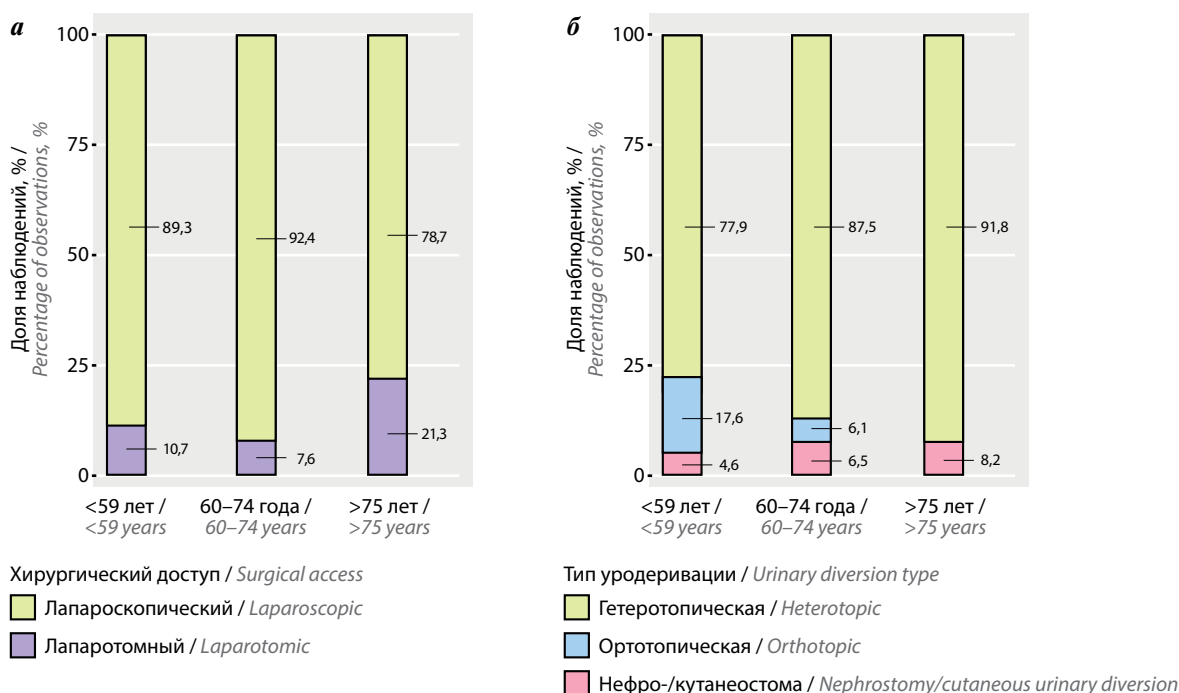 а
Доля наблюдений, % /
Percentage of observations, %
100
75
50
25
0
89,3
92,4
78,7
10,7
7,6
21,3
<59 лет /
<59 years
60–74 года /
60–74 years
>75 лет /
>75 years
Хирургический доступ / Surgical access
Лапароскопический / Laparoscopic
Лапаротомный / Laparotomic
б
Доля наблюдений, % /
Percentage of observations, %
100
75
50
25
0
77,9
87,5
91,8
17,6
6,1
4,6
6,5
8,2
<59 лет /
<59 years
60–74 года /
60–74 years
>75 лет /
>75 years
Тип уродеривации / Urinary diversion type
Гетеротопическая / Heterotopic
Ортотопическая / Orthotopic
Нефро-/кутанеостома / Nephrostomy/cutaneous urinary diversion